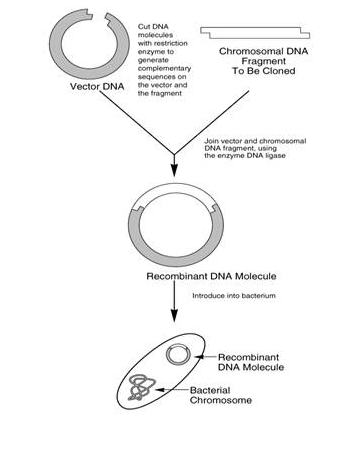 Cut DNA
molecules
with restriction
enzyme to
generate
complementary
sequences on
the vector and
the fragment
Vector DNA
Chromosomal DNA
Fragment
To Be Cloned
Join vector and chromosomal
DNA fragment, using
the enzyme DNA ligase
Recombinant DNA Molecule
Introduce into bacterium
Recombinant
DNA Molecule
Bacterial
Chromosome